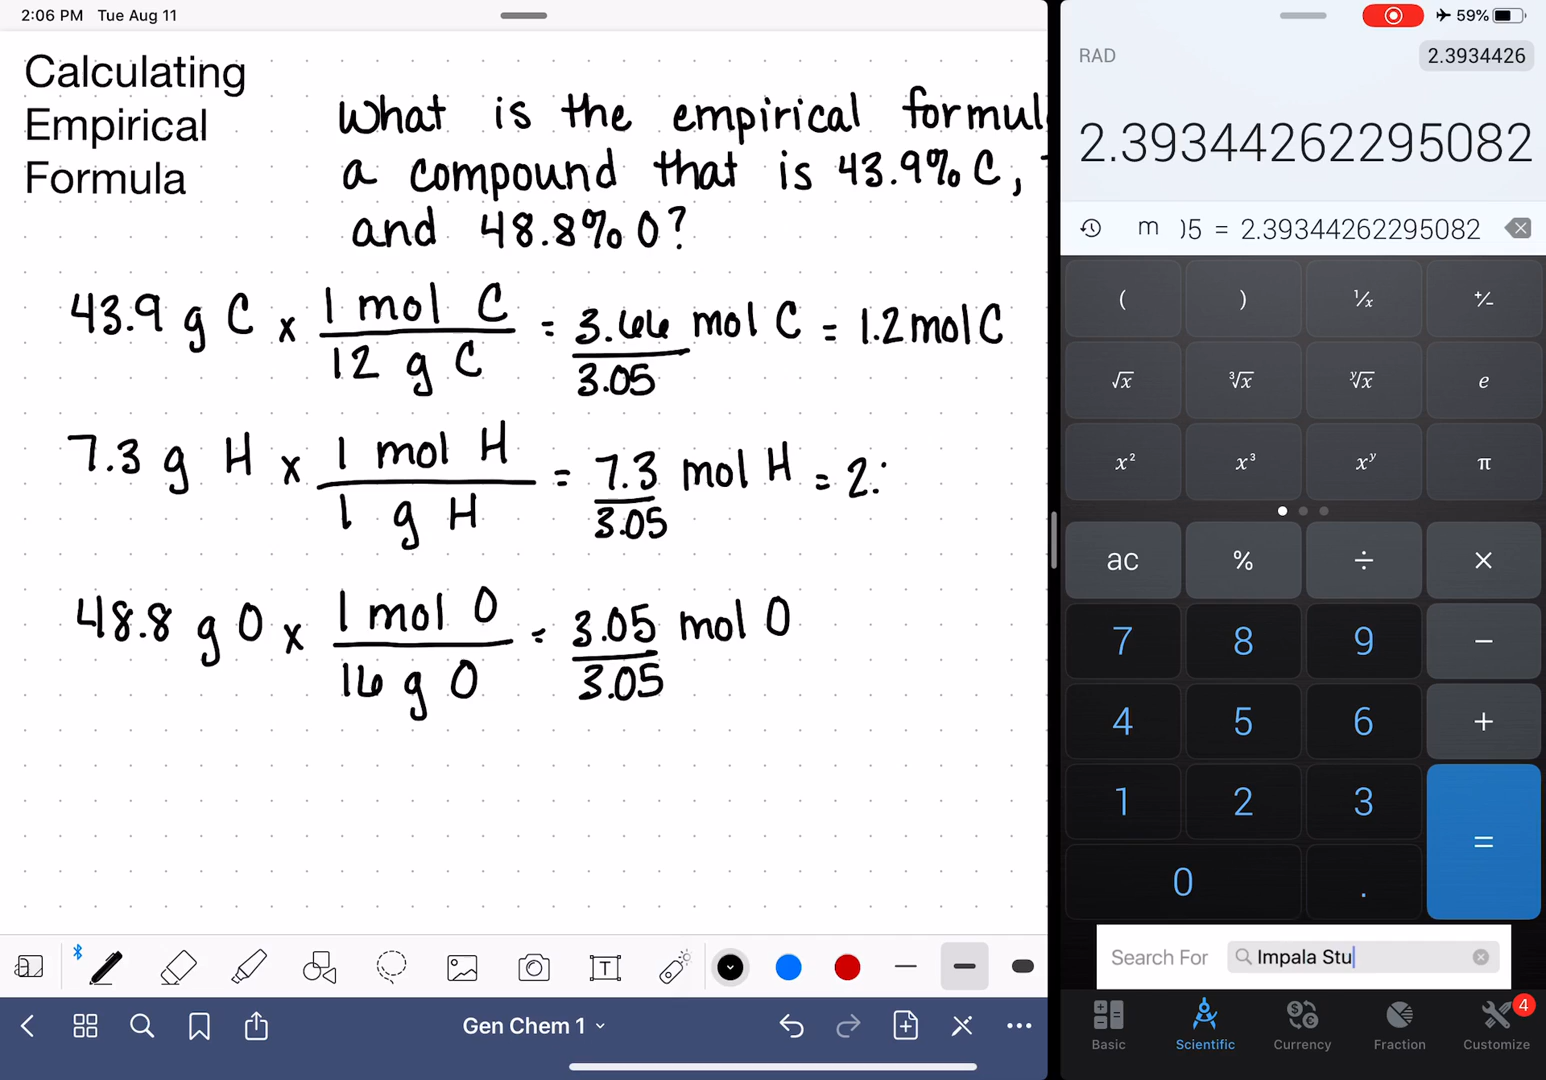 2:06 PM Tue Aug 11
59%
Calculating
Empirical
Formula
What is the empirical formul
a compound that is 43.9% C,
and 48.8% O?
43.9 g C x 1 mol C / 12 g C = 3.66 / 3.05 mol C = 1.2 mol C
7.3 g H x 1 mol H / 1 g H = 7.3 / 3.05 mol H = 2.
48.8 g O x 1 mol O / 16 g O = 3.05 / 3.05 mol O
Gen Chem 1
RAD 2.3934426
2.39344262295082
m )5 = 2.39344262295082
( ) 1/x +/-
√x ³√x ʸ√x e
x² x³ xʸ π
ac % ÷ ×
7 8 9 −
4 5 6 +
1 2 3 =
0 .
Search For Impala Stu
Basic Scientific Currency Fraction Customize 4